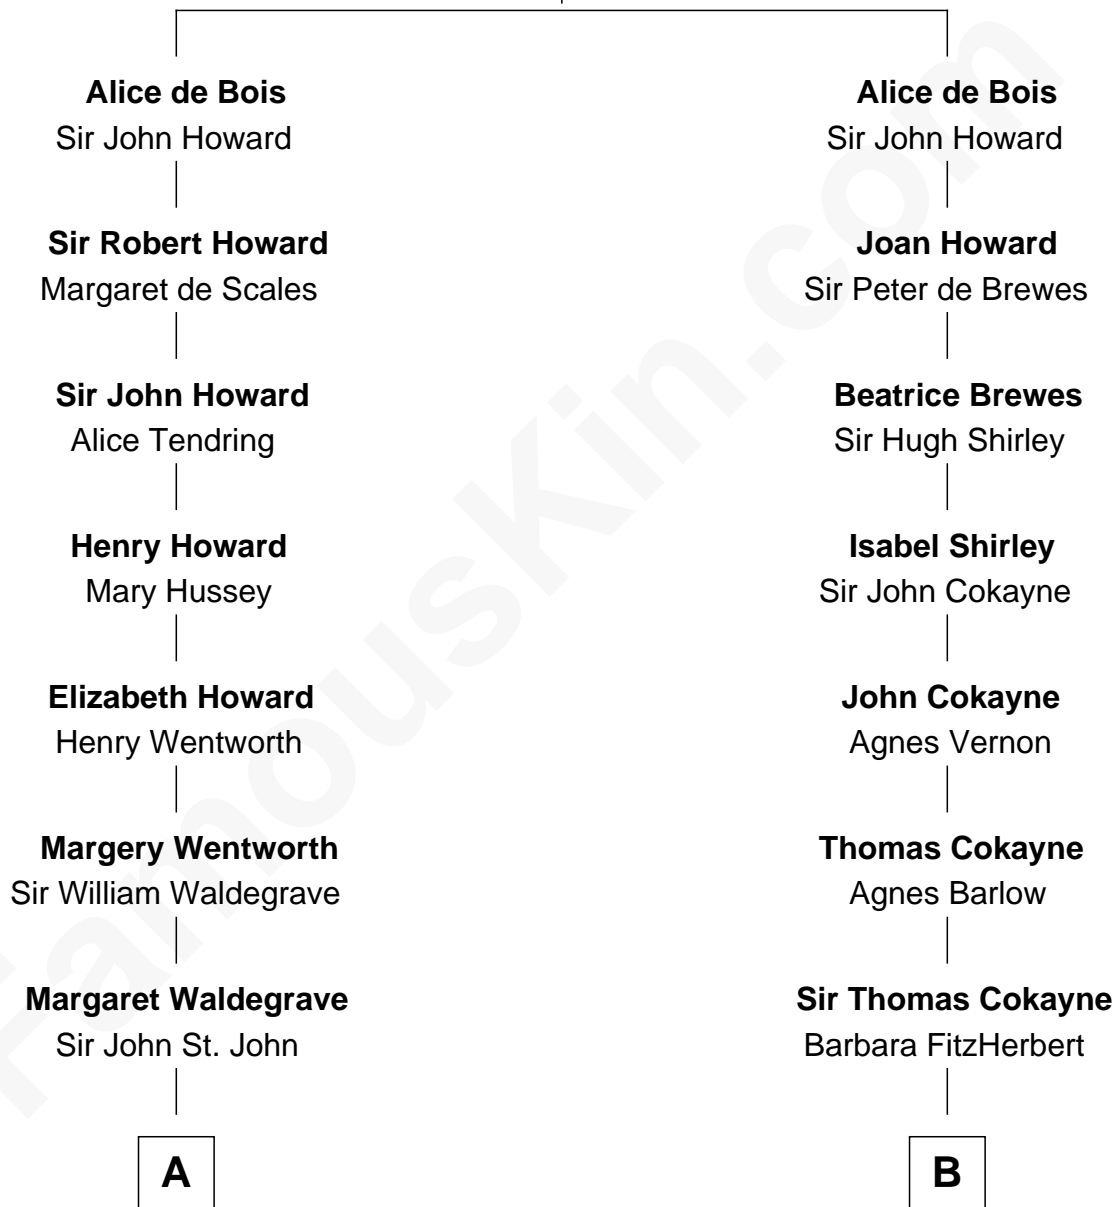 Alice de Bois
Sir John Howard
Sir Robert Howard
Margaret de Scales
Sir John Howard
Alice Tendring
Henry Howard
Mary Hussey
Elizabeth Howard
Henry Wentworth
Margery Wentworth
Sir William Waldegrave
Margaret Waldegrave
Sir John St. John
A
Alice de Bois
Sir John Howard
Joan Howard
Sir Peter de Brewes
Beatrice Brewes
Sir Hugh Shirley
Isabel Shirley
Sir John Cokayne
John Cokayne
Agnes Vernon
Thomas Cokayne
Agnes Barlow
Sir Thomas Cokayne
Barbara FitzHerbert
B
FamousKin.com